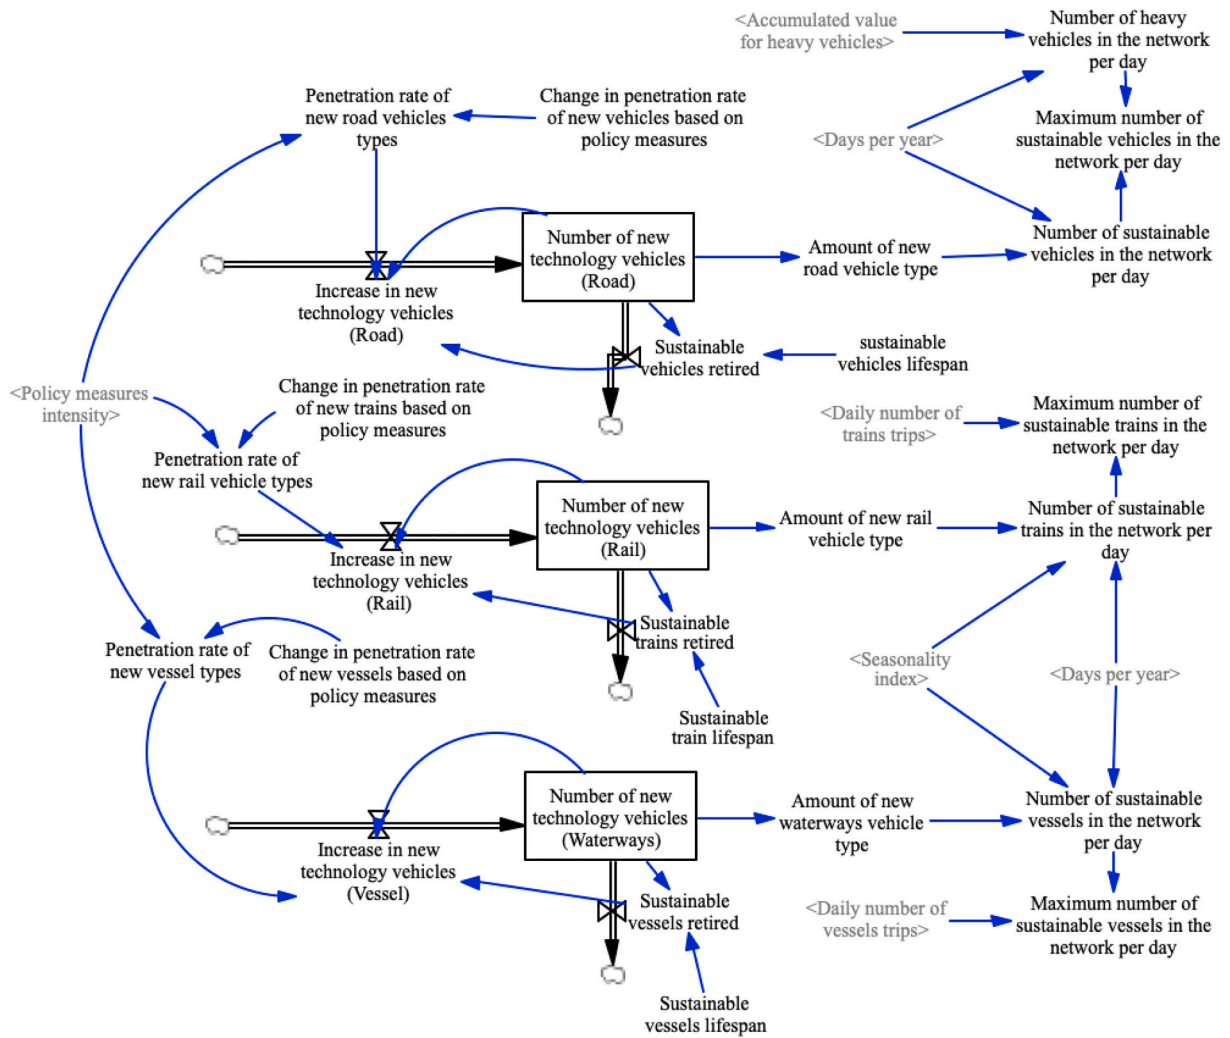 <Accumulated value
for heavy vehicles>
Number of heavy
vehicles in the network
per day
Penetration rate of
new road vehicles
types
Change in penetration rate
of new vehicles based on
policy measures
<Days per year>
Maximum number of
sustainable vehicles in the
network per day
Number of new
technology vehicles
(Road)
Amount of new
road vehicle type
Number of sustainable
vehicles in the network
per day
Increase in new
technology vehicles
(Road)
Sustainable
vehicles retired
sustainable
vehicles lifespan
<Policy measures
intensity>
Change in penetration rate
of new trains based on
policy measures
<Daily number of
trains trips>
Maximum number of
sustainable trains in the
network per day
Penetration rate of
new rail vehicle types
Number of new
technology vehicles
(Rail)
Amount of new rail
vehicle type
Number of sustainable
trains in the network per
day
Increase in new
technology vehicles
(Rail)
Sustainable
trains retired
Penetration rate of
new vessel types
Change in penetration rate
of new vessels based on
policy measures
<Seasonality
index>
<Days per year>
Sustainable
train lifespan
Number of new
technology vehicles
(Waterways)
Amount of new
waterways vehicle
type
Number of sustainable
vessels in the network
per day
Increase in new
technology vehicles
(Vessel)
Sustainable
vessels retired
<Daily number of
vessels trips>
Maximum number of
sustainable vessels in the
network per day
Sustainable
vessels lifespan